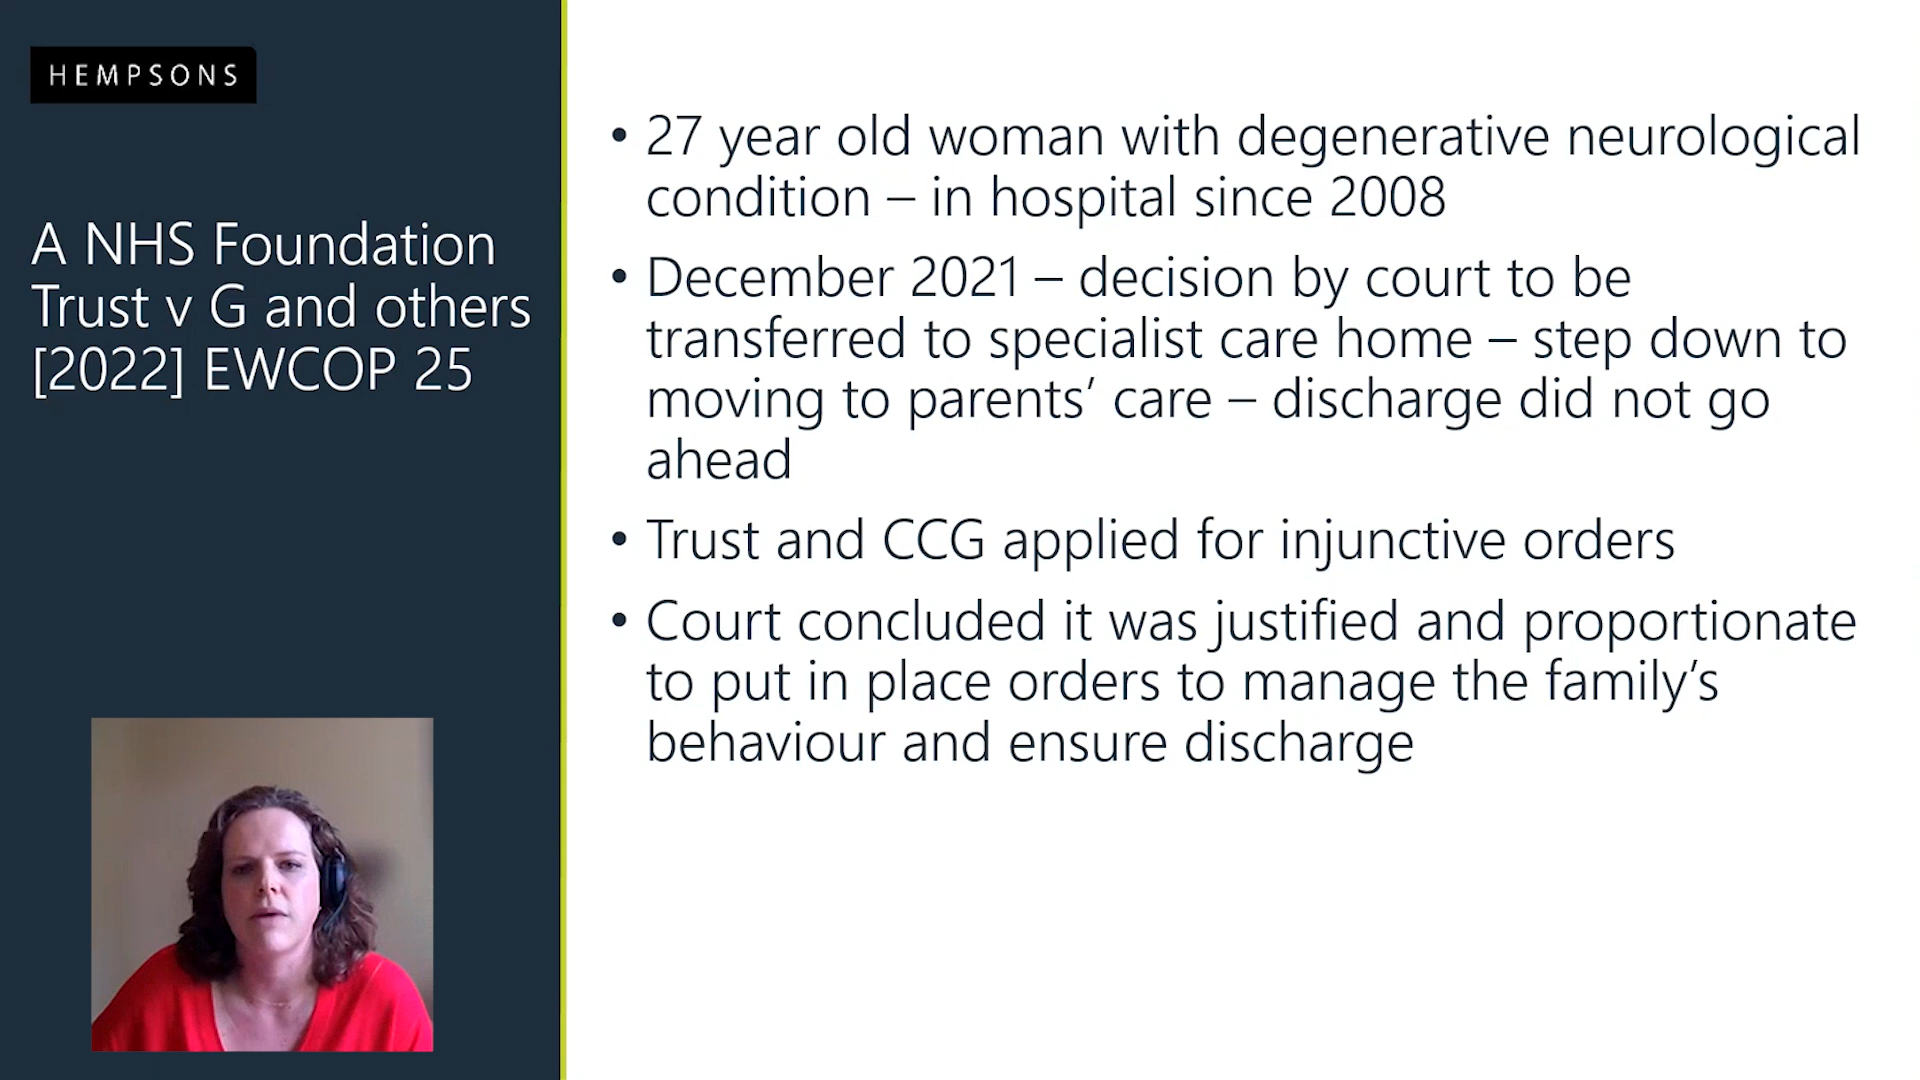 HEMPSONS
A NHS Foundation
Trust v G and others
[2022] EWCOP 25
• 27 year old woman with degenerative neurological
condition – in hospital since 2008
• December 2021 – decision by court to be
transferred to specialist care home – step down to
moving to parents’ care – discharge did not go
ahead
• Trust and CCG applied for injunctive orders
• Court concluded it was justified and proportionate
to put in place orders to manage the family’s
behaviour and ensure discharge